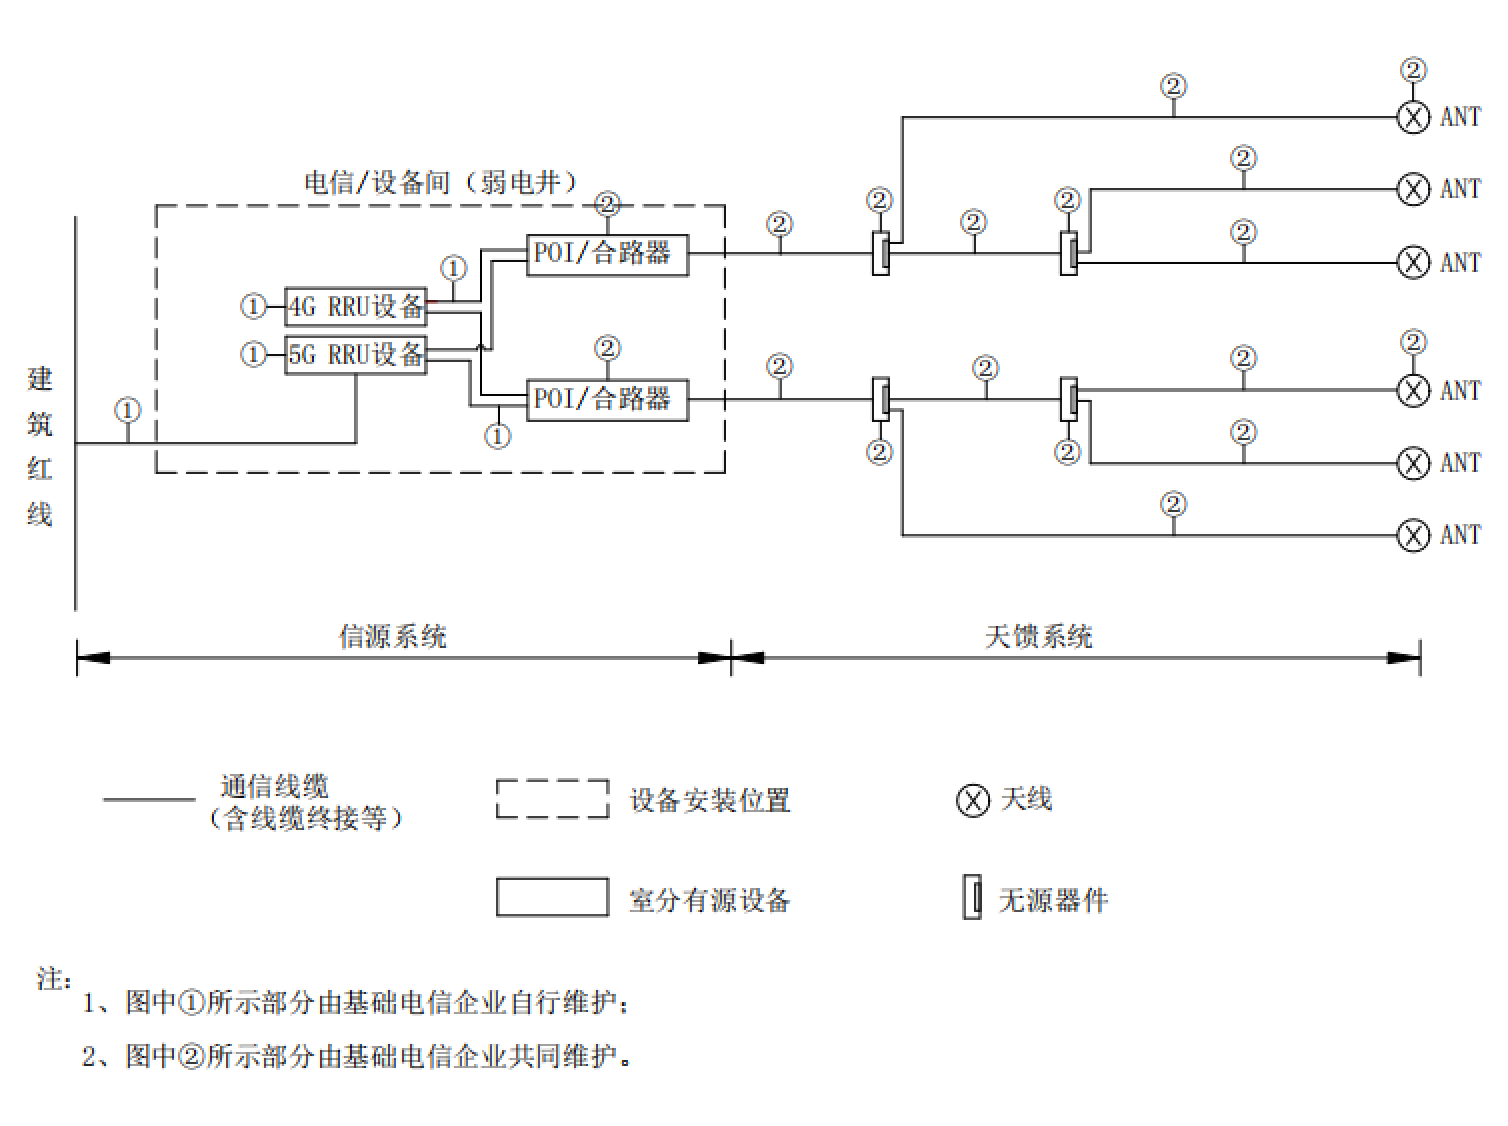 ②
②
ANT
②
电信/设备间（弱电井）
②
②
②
ANT
②
②
②
POI/合路器
ANT
①
①
4G RRU设备
①
5G RRU设备
②
②
②
②
②
ANT
建筑红线
①
POI/合路器
①
②
②
②
ANT
②
ANT
信源系统
天馈系统
通信线缆
（含线缆终接等）
设备安装位置
天线
室分有源设备
无源器件
注：
1、图中①所示部分由基础电信企业自行维护；
2、图中②所示部分由基础电信企业共同维护。